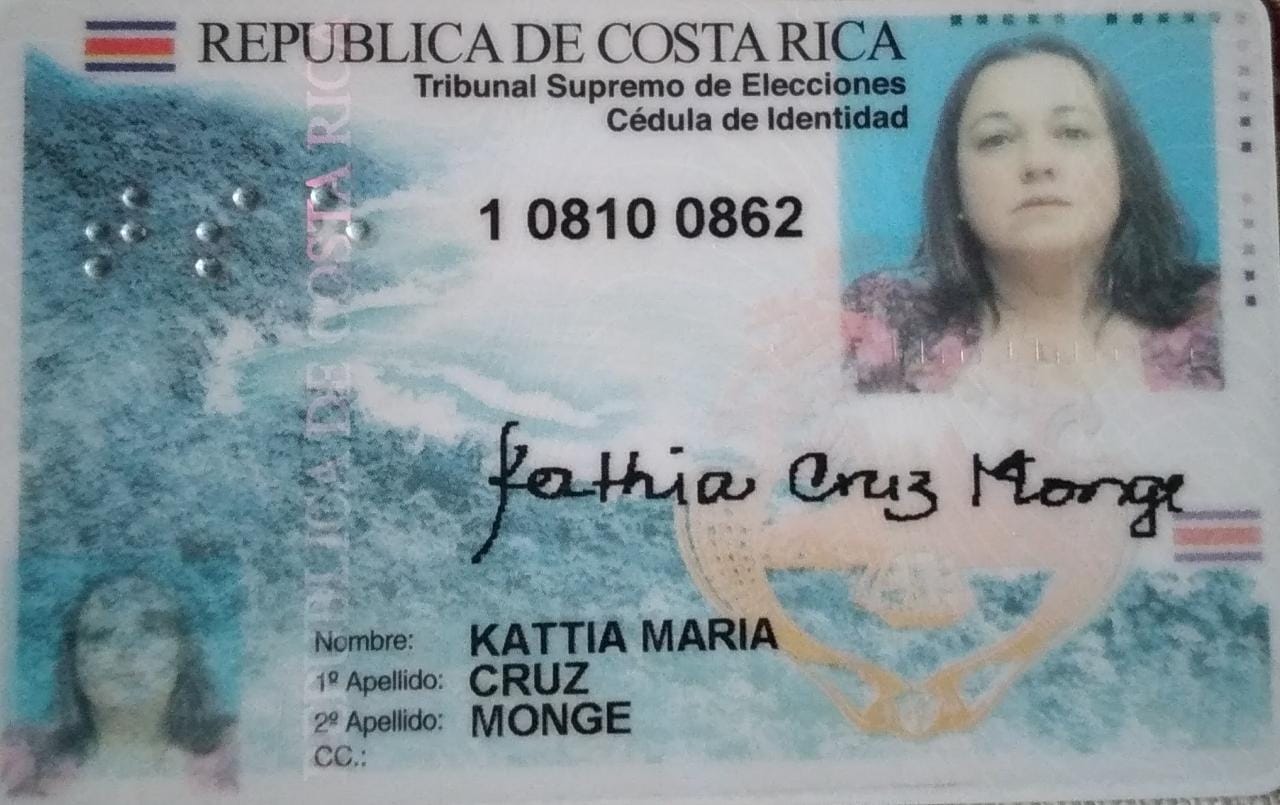 REPUBLICA DE COSTA RICA
Tribunal Supremo de Elecciones
Cédula de Identidad
1 0810 0862
REPUBLICA DE COSTA RICA
Kathia Cruz Monge
Nombre: KATTIA MARIA
1º Apellido: CRUZ
2º Apellido: MONGE
CC.: